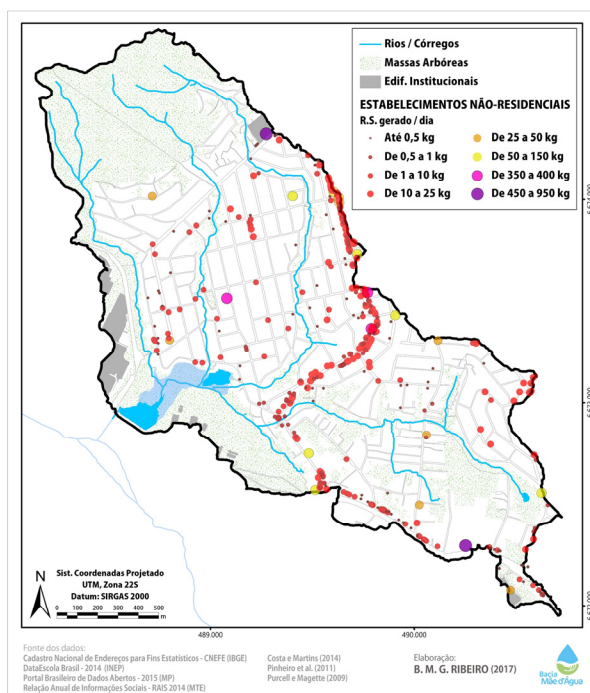 Rios / Córregos
Massas Arbóreas
Edif. Institucionais
ESTABELECIMENTOS NÃO-RESIDENCIAIS
R.S. gerado / dia
Até 0,5 kg
De 0,5 a 1 kg
De 1 a 10 kg
De 10 a 25 kg
De 25 a 50 kg
De 50 a 150 kg
De 350 a 400 kg
De 450 a 950 kg
N
Sist. Coordenadas Projetado
UTM, Zona 22S
Datum: SIRGAS 2000
0 100 200 300 400 500
m
489.000
490.000
Fonte dos dados:
Cadastro Nacional de Endereços para Fins Estatísticos - CNEFE (IBGE)
DataEscola Brasil - 2014 (INEP)
Portal Brasileiro de Dados Abertos - 2015 (MP)
Relação Anual de Informações Sociais - RAIS 2014 (MTE)
Costa e Martins (2014)
Pinheiro et al. (2011)
Purcell e Magette (2009)
Elaboração:
B. M. G. RIBEIRO (2017)
Bacia
Mãe d'Água